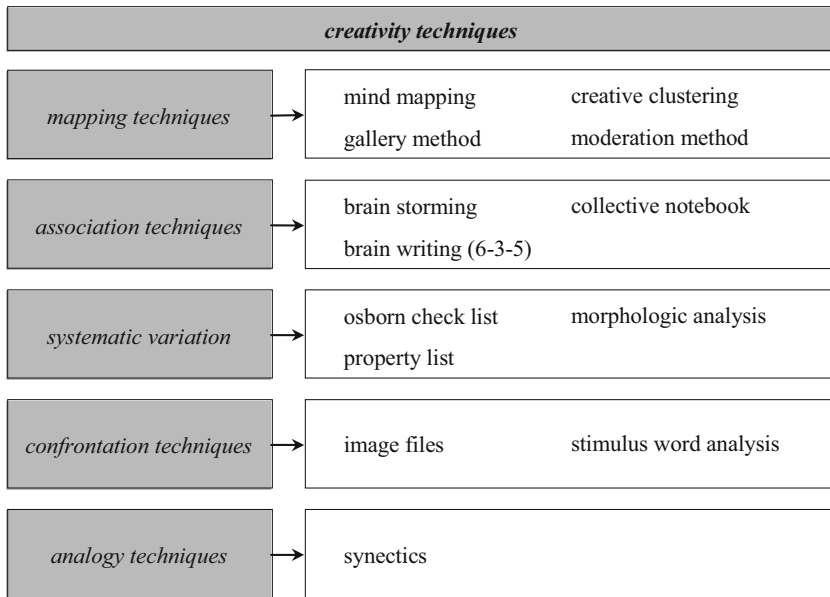 creativity techniques
mapping techniques
mind mapping creative clustering
gallery method moderation method
association techniques
brain storming collective notebook
brain writing (6-3-5)
systematic variation
osborn check list morphologic analysis
property list
confrontation techniques
image files stimulus word analysis
analogy techniques
synectics